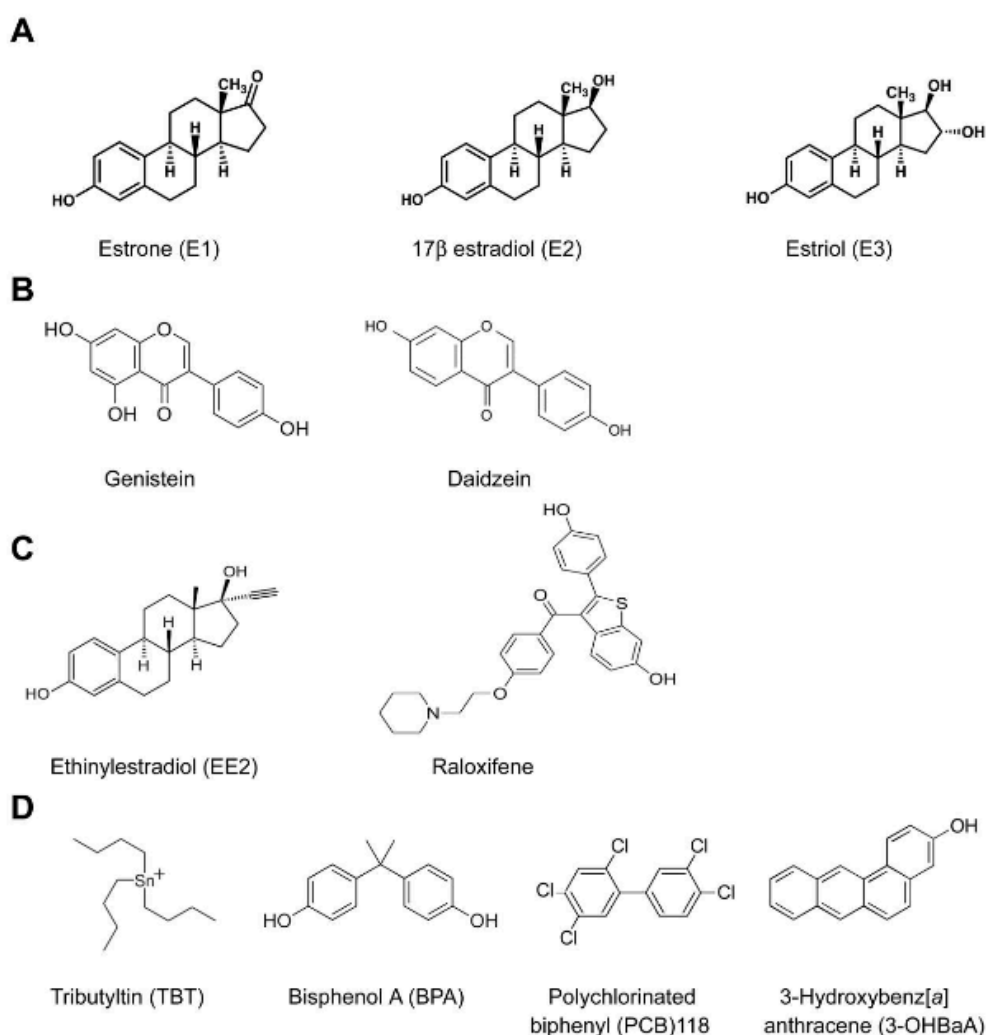 A
O
CH₃
H
H
H
HO
Estrone (E1)
OH
CH₃
H
H
H
HO
17β estradiol (E2)
OH
CH₃
OH
H
H
H
HO
Estriol (E3)
B
HO
O
OH
O
OH
Genistein
HO
O
O
OH
Daidzein
C
OH
H
H
H
HO
Ethinylestradiol (EE2)
HO
O
S
OH
O
N
Raloxifene
D
Sn⁺
Tributyltin (TBT)
HO
OH
Bisphenol A (BPA)
Cl
Cl
Cl
Cl
Cl
Polychlorinated
biphenyl (PCB)118
OH
3-Hydroxybenz[a]
anthracene (3-OHBaA)